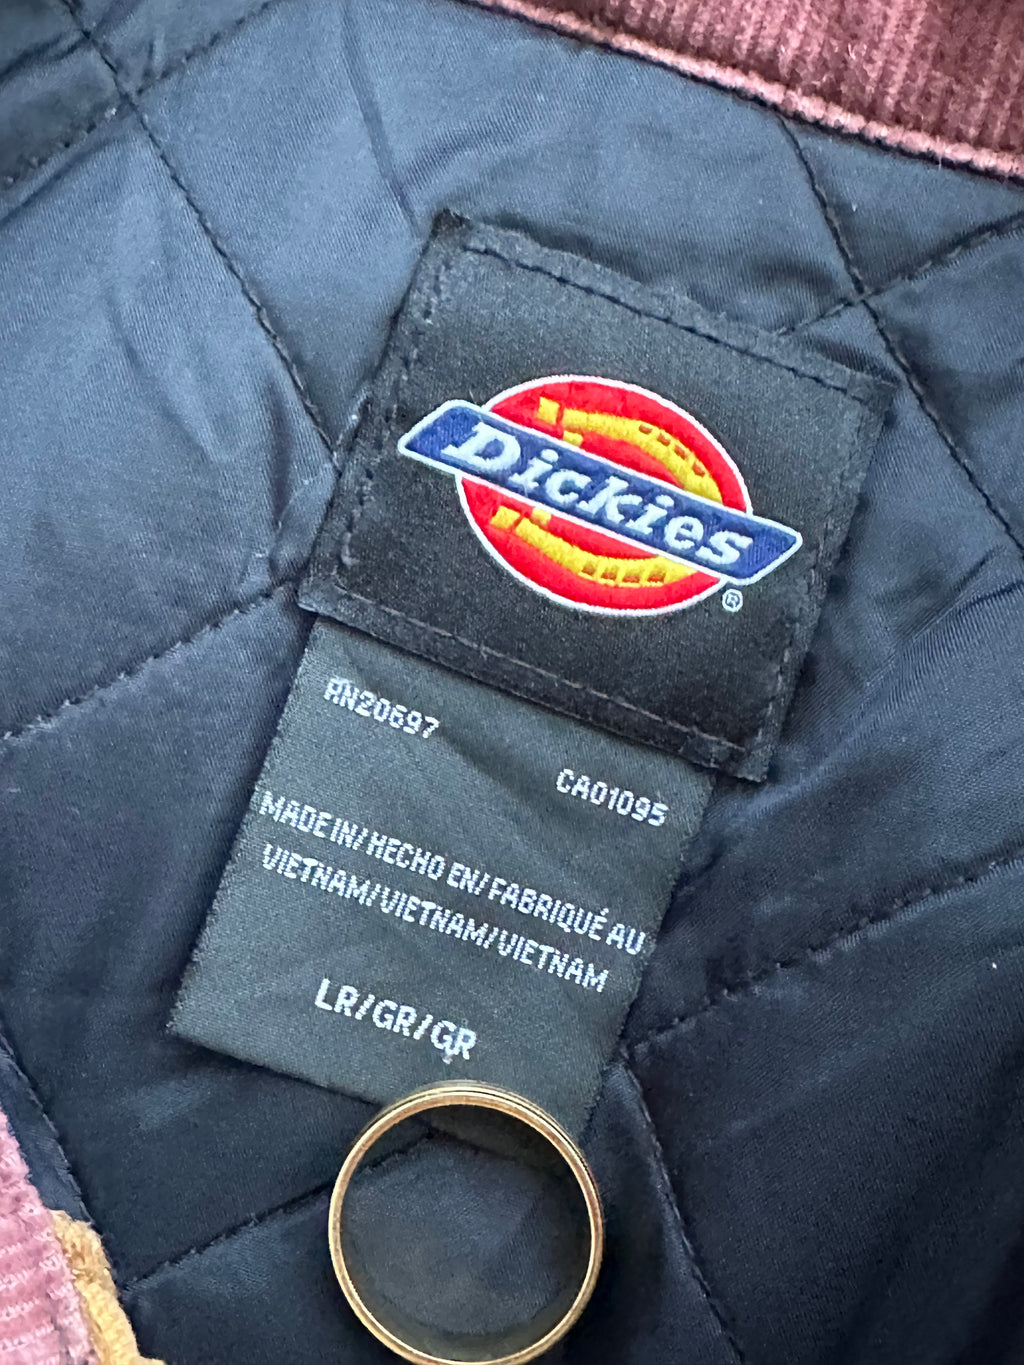 Dickies®
RN20697
CA01095
MADE IN/HECHO EN/FABRIQUÉ AU
VIETNAM/VIETNAM/VIETNAM
LR/GR/GR